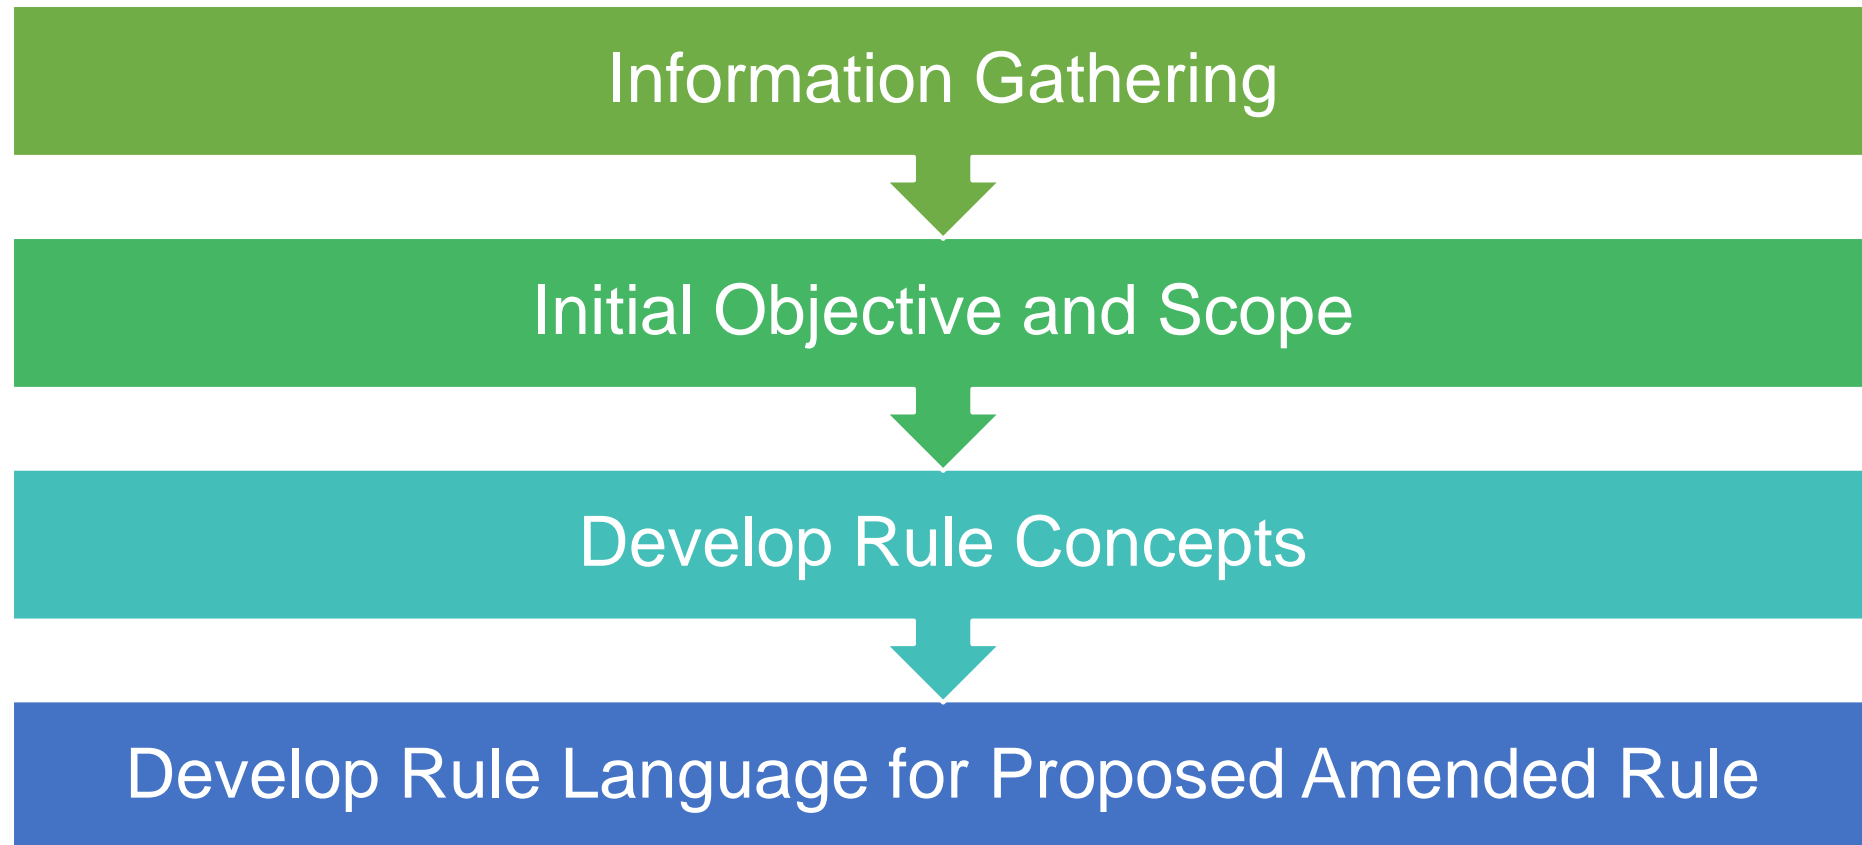 Information Gathering
Initial Objective and Scope
Develop Rule Concepts
Develop Rule Language for Proposed Amended Rule